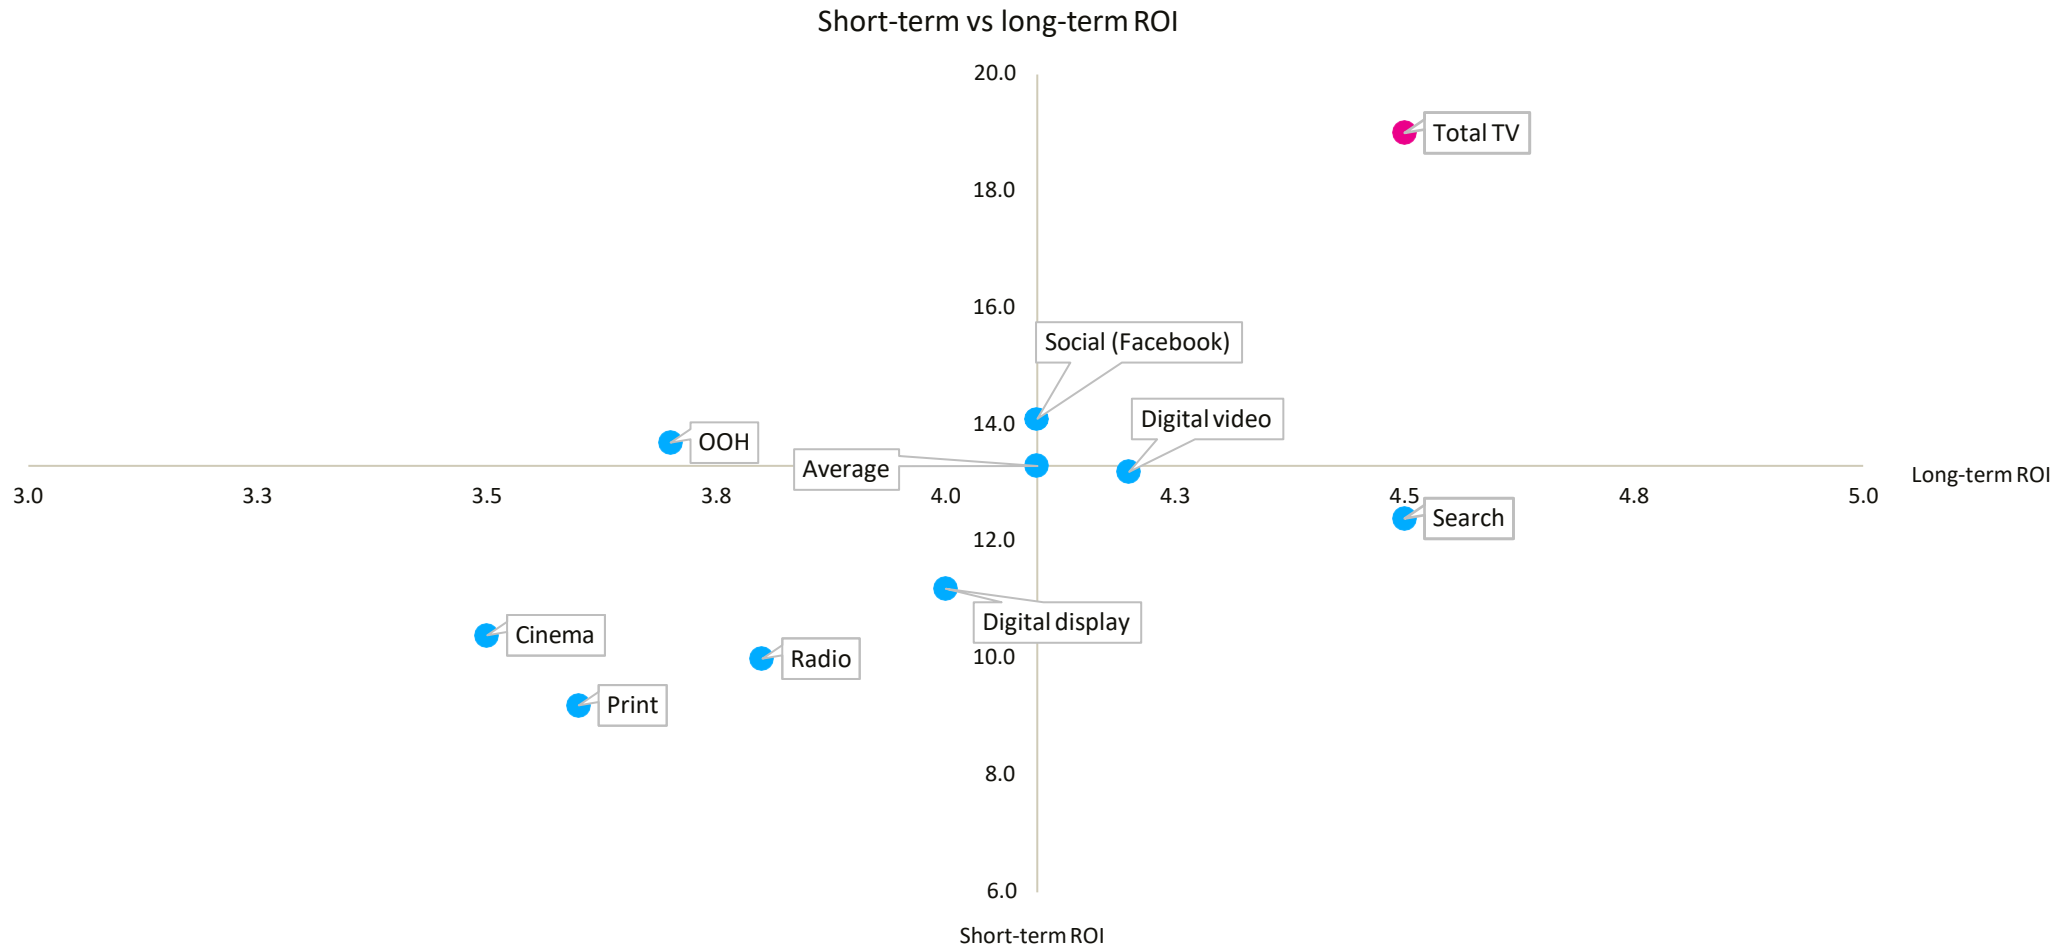 Short-term vs long-term ROI
20.0
Total TV
18.0
16.0
Social (Facebook)
14.0
Digital video
OOH
Average
Long-term ROI
3.0
3.3
3.5
3.8
4.0
4.3
4.5
4.8
5.0
Search
12.0
Digital display
Cinema
10.0
Radio
Print
8.0
6.0
Short-term ROI